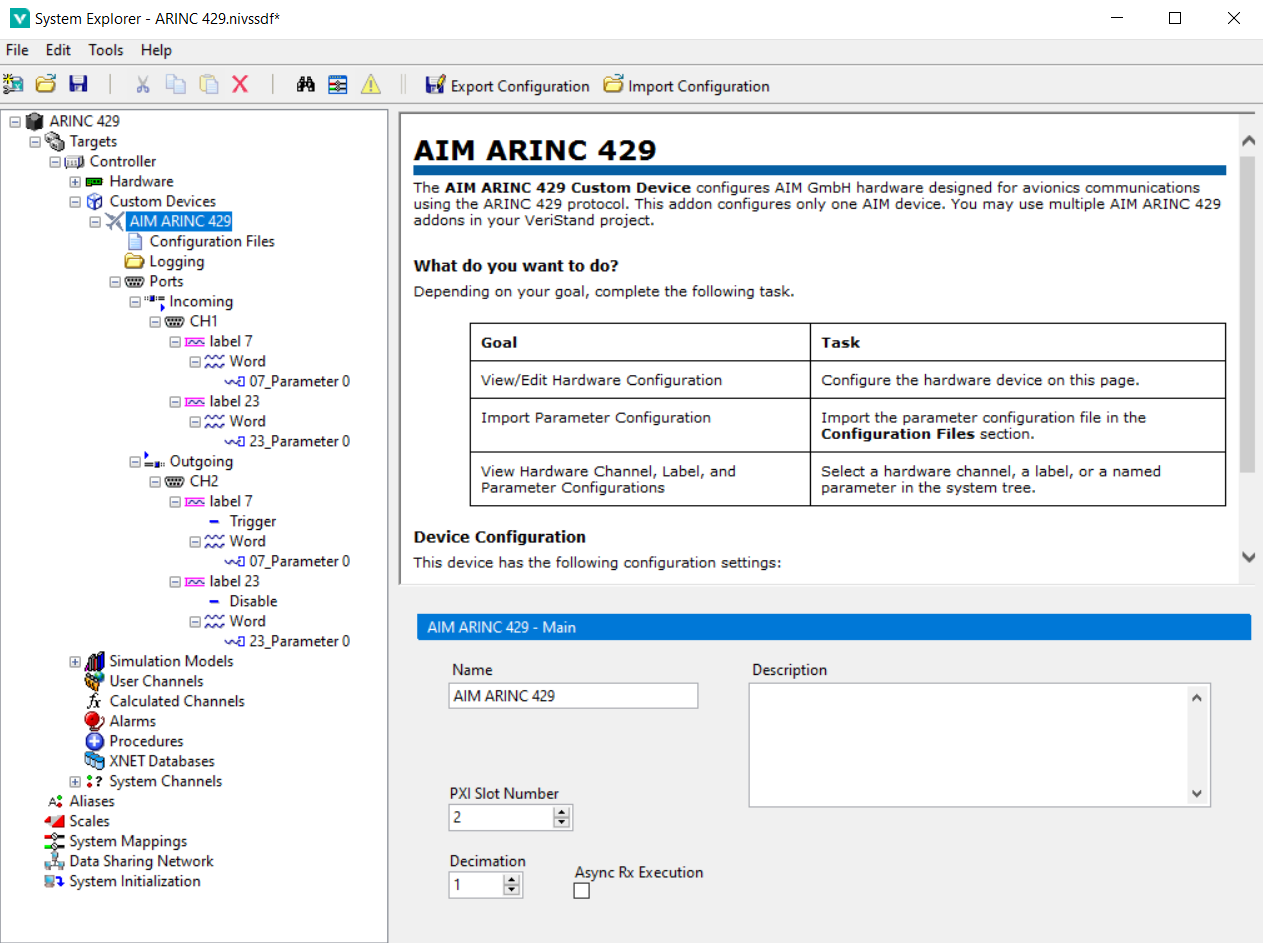 System Explorer - ARINC 429.nivssdf*
File Edit Tools Help
Export Configuration Import Configuration
ARINC 429
Targets
Controller
Hardware
Custom Devices
AIM ARINC 429
Configuration Files
Logging
Ports
Incoming
CH1
label 7
Word
07_Parameter 0
label 23
Word
23_Parameter 0
Outgoing
CH2
label 7
Trigger
Word
07_Parameter 0
label 23
Disable
Word
23_Parameter 0
Simulation Models
User Channels
fx Calculated Channels
Alarms
Procedures
XNET Databases
System Channels
Aliases
Scales
System Mappings
Data Sharing Network
System Initialization
AIM ARINC 429
The AIM ARINC 429 Custom Device configures AIM GmbH hardware designed for avionics communications
using the ARINC 429 protocol. This addon configures only one AIM device. You may use multiple AIM ARINC 429
addons in your VeriStand project.
What do you want to do?
Depending on your goal, complete the following task.
Goal Task
View/Edit Hardware Configuration Configure the hardware device on this page.
Import Parameter Configuration Import the parameter configuration file in the
Configuration Files section.
View Hardware Channel, Label, and Select a hardware channel, a label, or a named
Parameter Configurations parameter in the system tree.
Device Configuration
This device has the following configuration settings:
AIM ARINC 429 - Main
Name Description
AIM ARINC 429
PXI Slot Number
2
Decimation Async Rx Execution
1